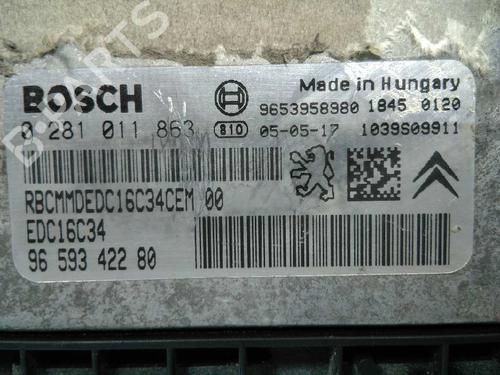 BOSCH
Made in Hungary
9653958980 1845 0120
0 281 011 863
810 05-05-17 1039S09911
RBCMMDEDC16C34CEM 00
EDC16C34
96 593 422 80
B-PARTS